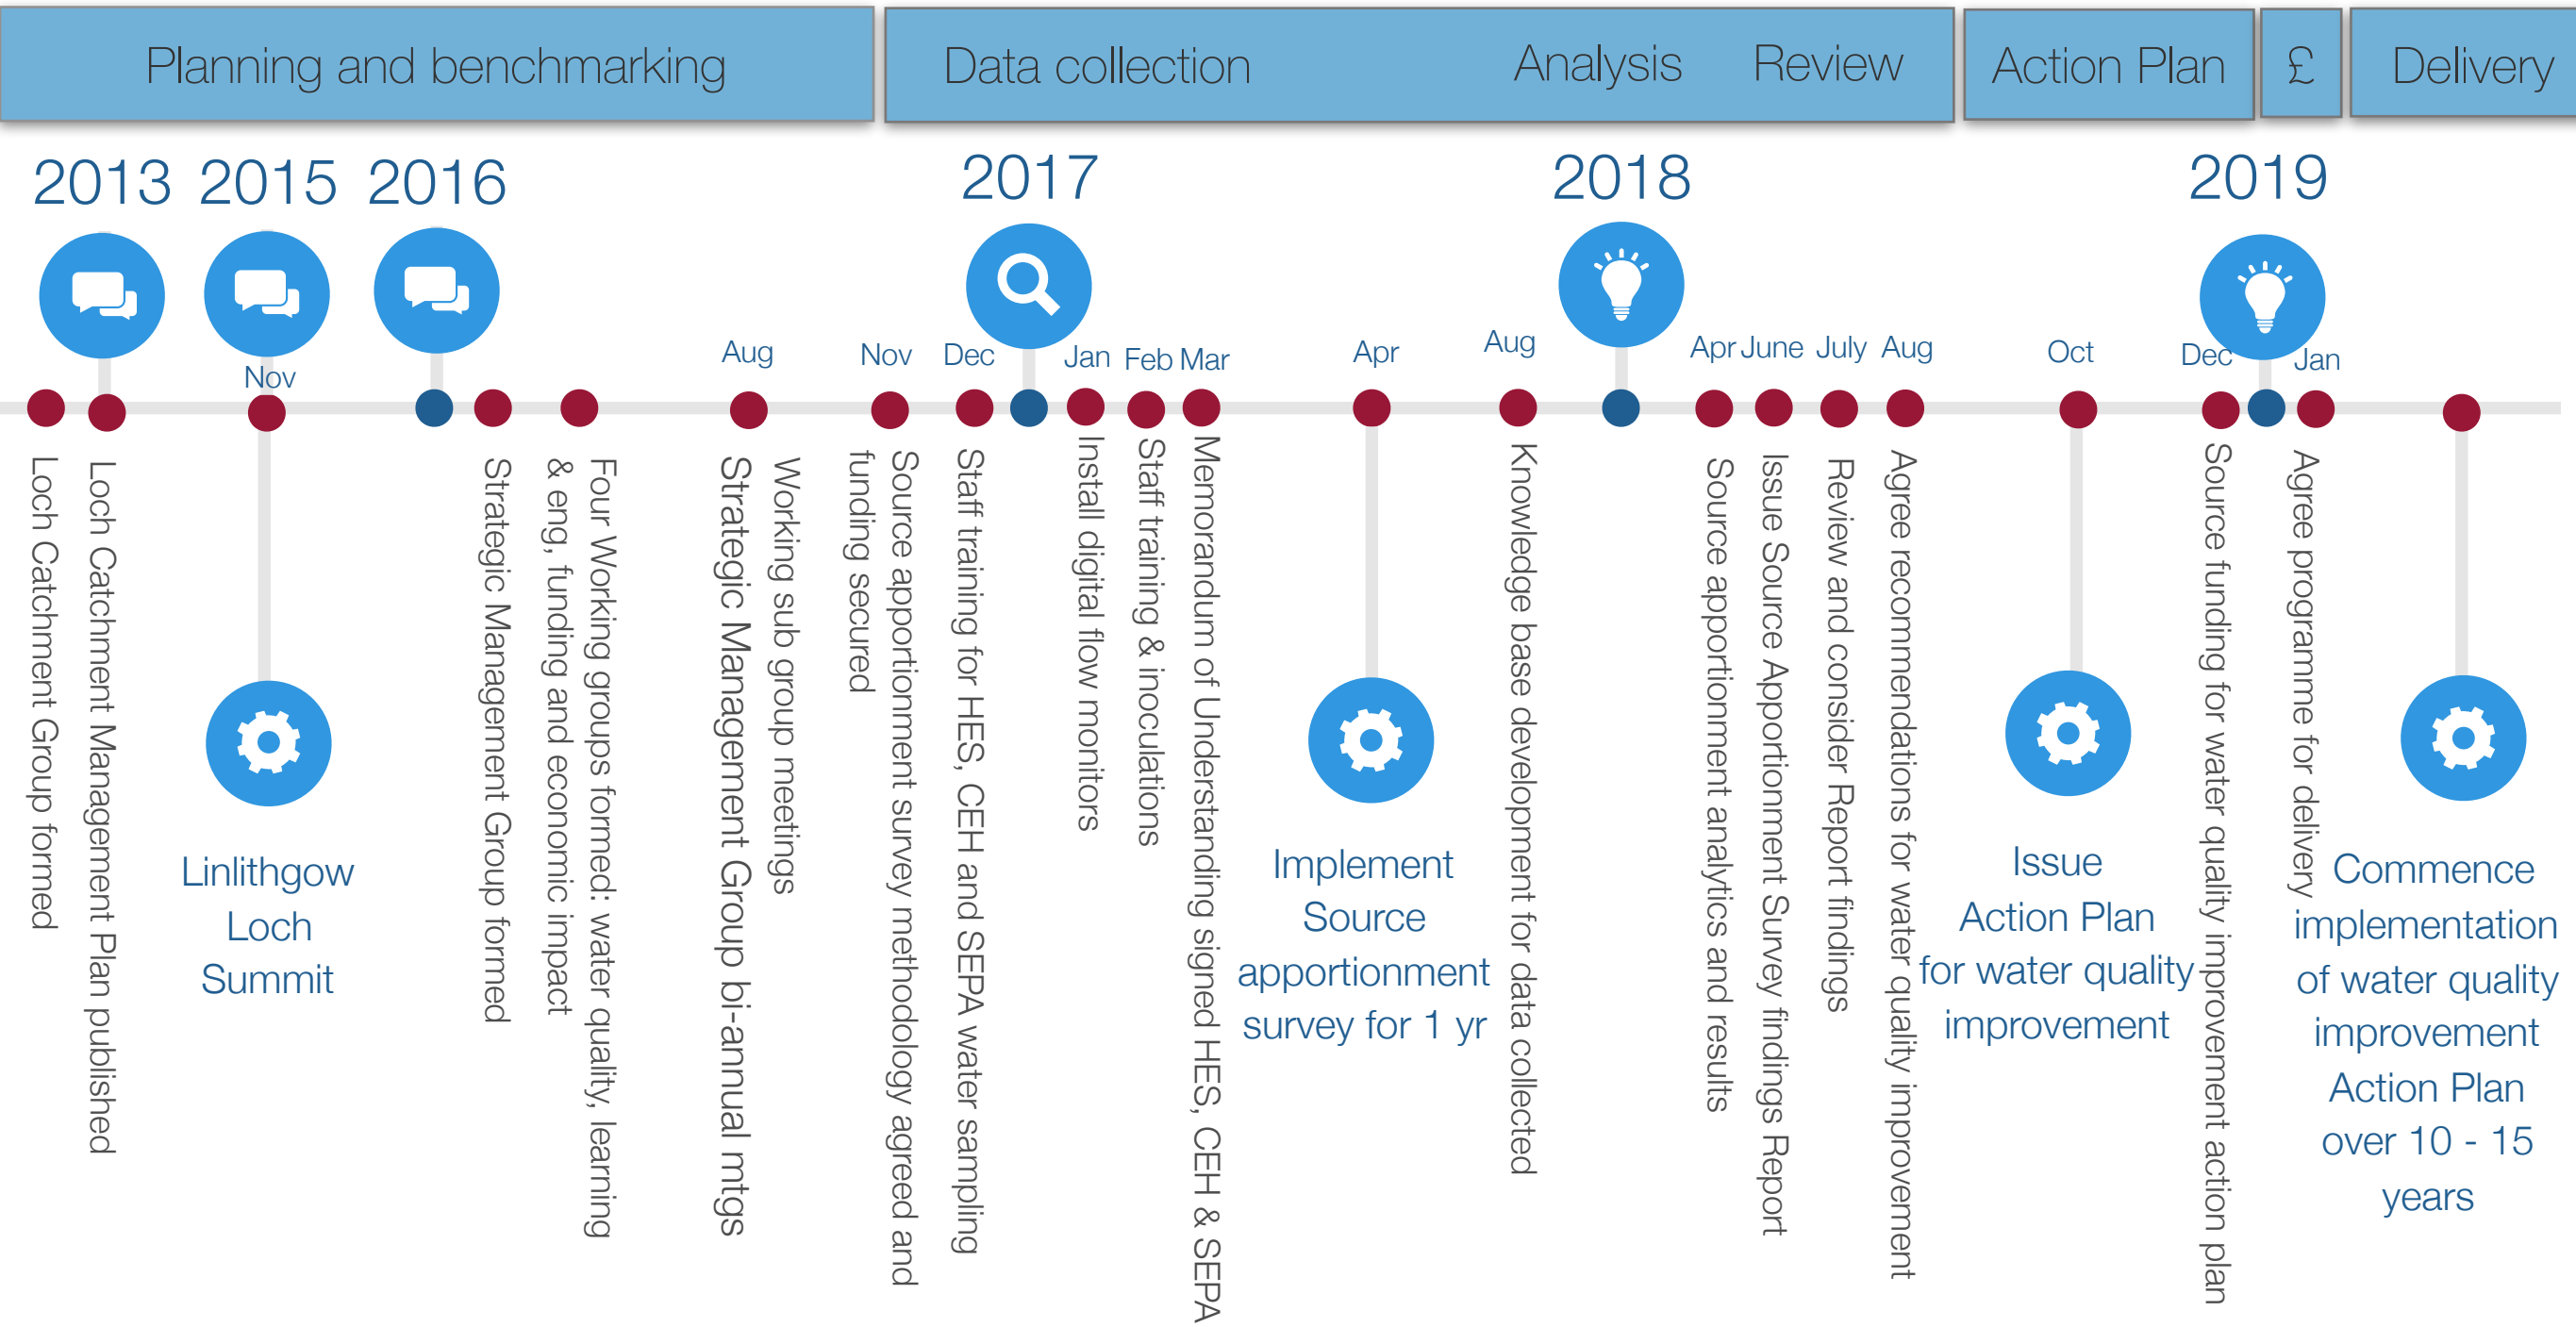 Planning and benchmarking
Data collection
Analysis
Review
Action Plan
£
Delivery
2013
2015
2016
2017
2018
2019
Nov
Aug
Nov
Dec
Jan
Feb
Mar
Apr
Aug
Apr
June
July
Aug
Oct
Dec
Jan
Loch Catchment Group formed
Loch Catchment Management Plan published
Linlithgow
Loch
Summit
Strategic Management Group formed
Four Working groups formed: water quality, learning
& eng, funding and economic impact
Working sub group meetings
Strategic Management Group bi-annual mtgs
Source apportionment survey methodology agreed and
funding secured
Staff training for HES, CEH and SEPA water sampling
Install digital flow monitors
Staff training & inoculations
Memorandum of Understanding signed HES, CEH & SEPA
Implement
Source
apportionment
survey for 1 yr
Knowledge base development for data collected
Source apportionment analytics and results
Issue Source Apportionment Survey findings Report
Review and consider Report findings
Agree recommendations for water quality improvement
Issue
Action Plan
for water quality
improvement
Source funding for water quality improvement action plan
Agree programme for delivery
Commence
implementation
of water quality
improvement
Action Plan
over 10 - 15
years